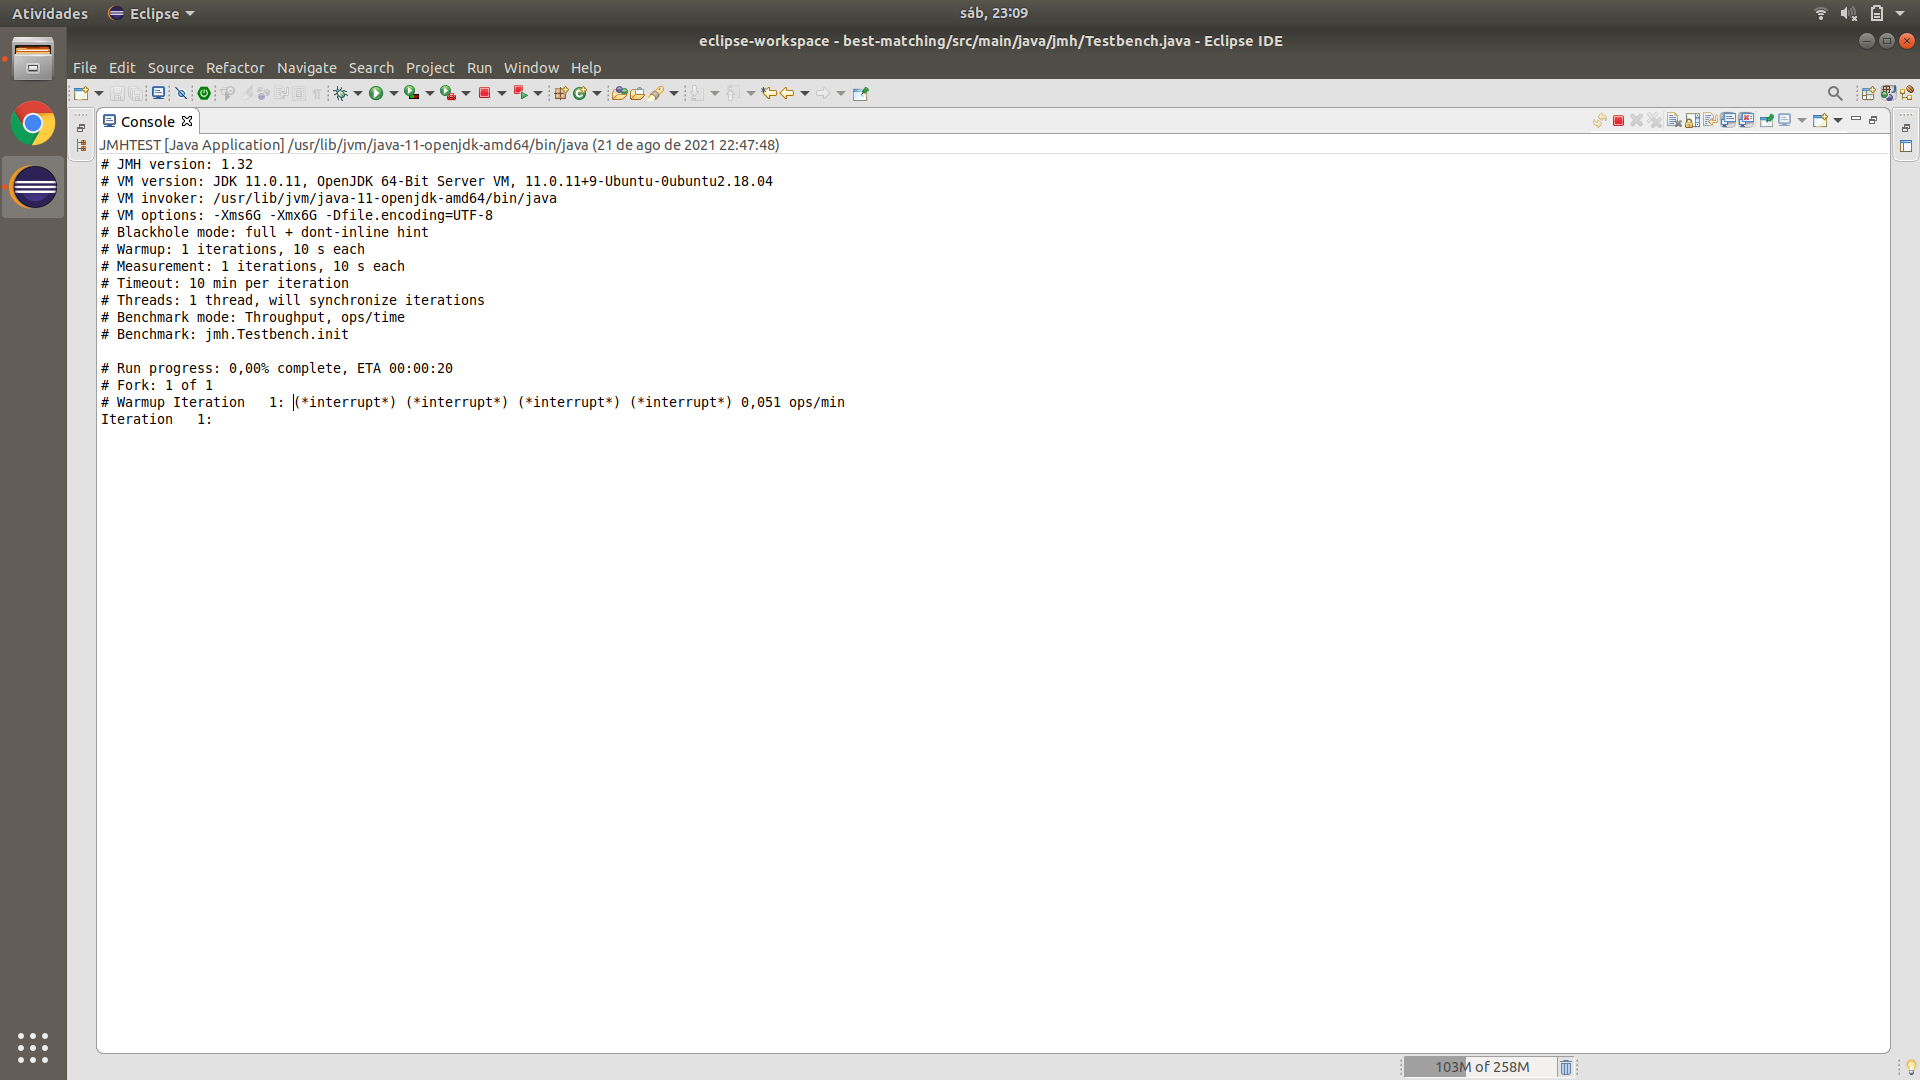 Atividades Eclipse sáb, 23:09
eclipse-workspace - best-matching/src/main/java/jmh/Testbench.java - Eclipse IDE
File Edit Source Refactor Navigate Search Project Run Window Help
Console
JMHTEST [Java Application] /usr/lib/jvm/java-11-openjdk-amd64/bin/java (21 de ago de 2021 22:47:48)
# JMH version: 1.32
# VM version: JDK 11.0.11, OpenJDK 64-Bit Server VM, 11.0.11+9-Ubuntu-0ubuntu2.18.04
# VM invoker: /usr/lib/jvm/java-11-openjdk-amd64/bin/java
# VM options: -Xms6G -Xmx6G -Dfile.encoding=UTF-8
# Blackhole mode: full + dont-inline hint
# Warmup: 1 iterations, 10 s each
# Measurement: 1 iterations, 10 s each
# Timeout: 10 min per iteration
# Threads: 1 thread, will synchronize iterations
# Benchmark mode: Throughput, ops/time
# Benchmark: jmh.Testbench.init
# Run progress: 0,00% complete, ETA 00:00:20
# Fork: 1 of 1
# Warmup Iteration   1: (*interrupt*) (*interrupt*) (*interrupt*) (*interrupt*) 0,051 ops/min
Iteration   1:
103M of 258M